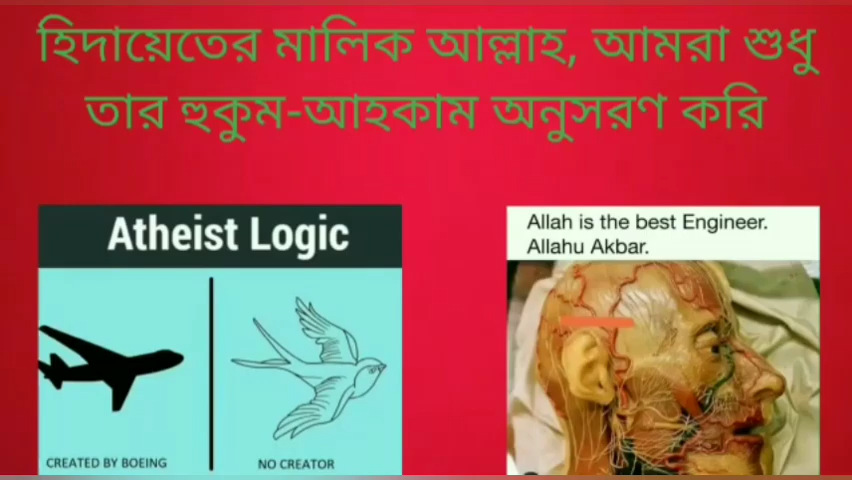 হিদায়েতের মালিক আল্লাহ, আমরা শুধু
তার হুকুম-আহকাম অনুসরণ করি
Atheist Logic
CREATED BY BOEING
NO CREATOR
Allah is the best Engineer.
Allahu Akbar.